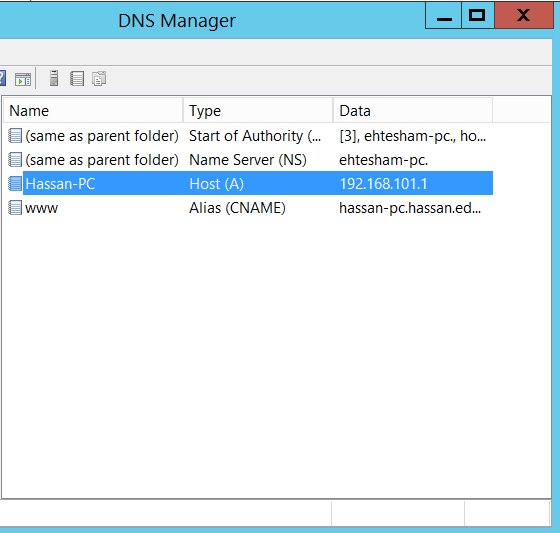 DNS Manager
Name Type Data
(same as parent folder) Start of Authority (... [3], ehtesham-pc., ho...
(same as parent folder) Name Server (NS) ehtesham-pc.
Hassan-PC Host (A) 192.168.101.1
www Alias (CNAME) hassan-pc.hassan.ed...